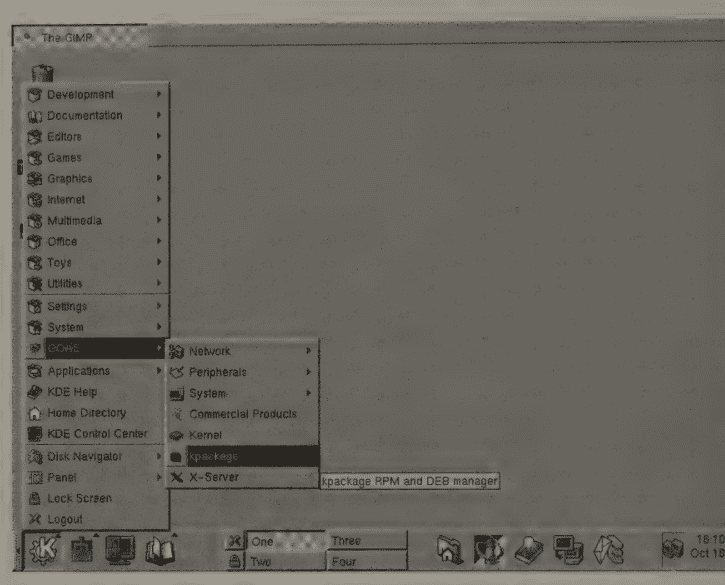 The GIMP
Development
Documentation
Editors
Games
Graphics
Internet
Multimedia
Office
Toys
Utilities
Settings
System
Applications
KDE Help
Home Directory
KDE Control Center
Disk Navigator
Panel
Lock Screen
Logout
Network
Peripherals
System
Commercial Products
Kernel
kpackage
X-Server
kpackage RPM and DEB manager
One
Three
Two
Four
18:10
Oct 18